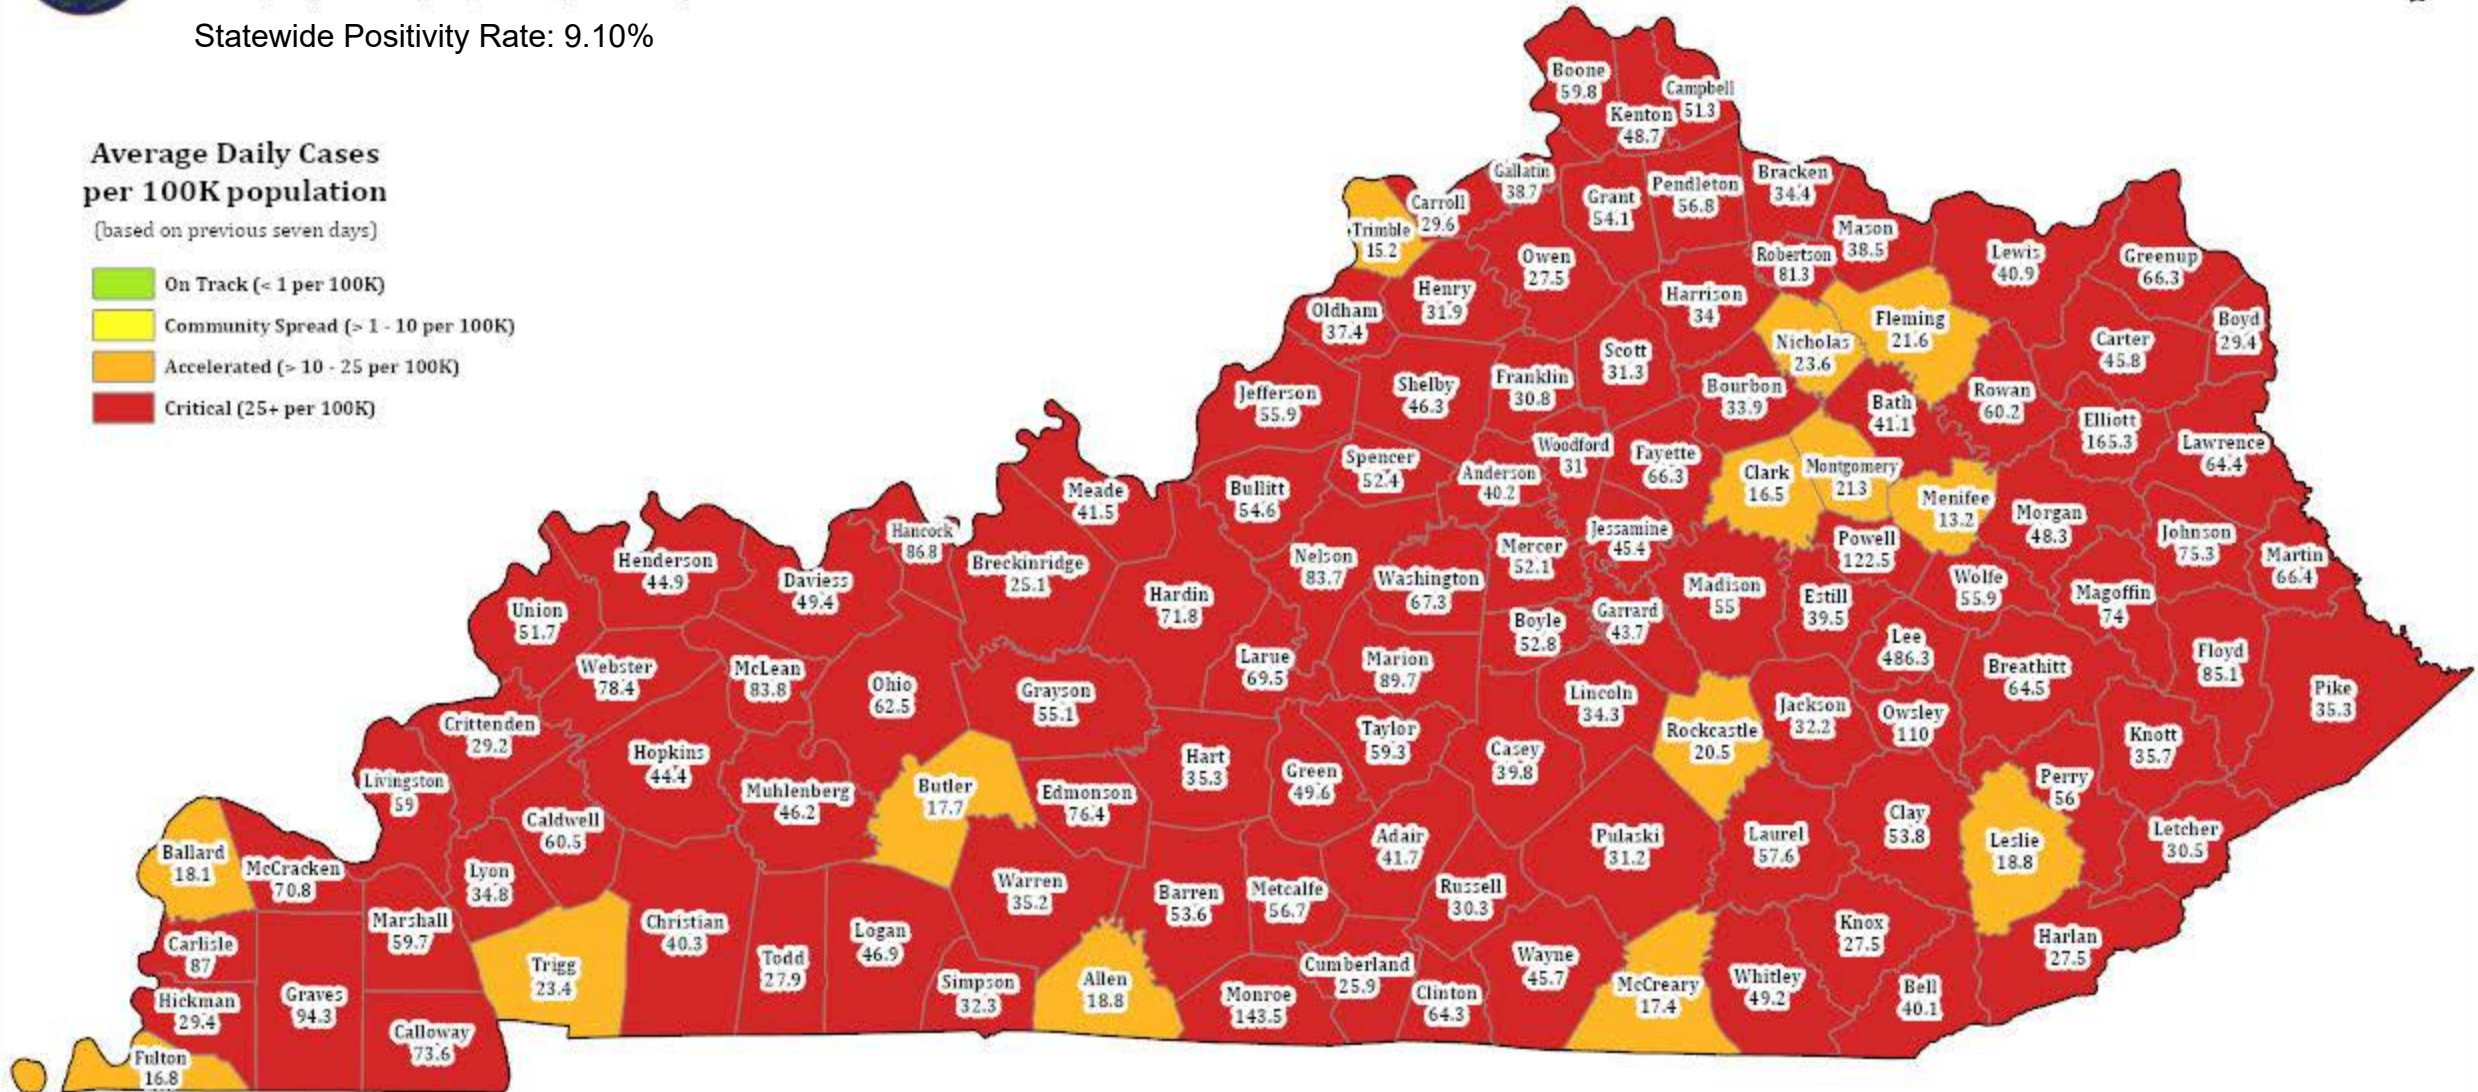 Statewide Positivity Rate: 9.10%
Average Daily Cases
per 100K population
(based on previous seven days)
On Track (< 1 per 100K)
Community Spread (> 1 - 10 per 100K)
Accelerated (> 10 - 25 per 100K)
Critical (25+ per 100K)
Boone
59.8
Campbell
51.3
Kenton
48.7
Gallatin
38.7
Carroll
29.6
Trimble
15.2
Grant
54.1
Pendleton
56.8
Bracken
34.4
Mason
38.5
Robertson
81.3
Lewis
40.9
Greenup
66.3
Owen
27.5
Henry
31.9
Oldham
37.4
Harrison
34
Nicholas
23.6
Fleming
21.6
Carter
45.8
Boyd
29.4
Jefferson
55.9
Shelby
46.3
Franklin
30.8
Scott
31.3
Bourbon
33.9
Bath
41.1
Rowan
60.2
Elliott
165.3
Lawrence
64.4
Spencer
52.4
Anderson
40.2
Woodford
31
Fayette
66.3
Clark
16.5
Montgomery
21.3
Menifee
13.2
Morgan
48.3
Johnson
75.3
Martin
66.4
Meade
41.5
Bullitt
54.6
Hancock
86.8
Breckinridge
25.1
Henderson
44.9
Daviess
49.4
Union
51.7
Hardin
71.8
Nelson
83.7
Washington
67.3
Mercer
52.1
Jessamine
45.4
Madison
55
Powell
122.5
Estill
39.5
Wolfe
55.9
Magoffin
74
Boyle
52.8
Garrard
43.7
Lee
486.3
Breathitt
64.5
Floyd
85.1
Pike
35.3
Webster
78.4
McLean
83.8
Ohio
62.5
Grayson
55.1
Larue
69.5
Marion
89.7
Lincoln
34.3
Rockcastle
20.5
Jackson
32.2
Owsley
110
Knott
35.7
Crittenden
29.2
Hopkins
44.4
Livingston
59
Muhlenberg
46.2
Butler
17.7
Edmonson
76.4
Hart
35.3
Green
49.6
Taylor
59.3
Casey
39.8
Perry
56
Caldwell
60.5
Adair
41.7
Pulaski
31.2
Laurel
57.6
Clay
53.8
Leslie
18.8
Letcher
30.5
Ballard
18.1
McCracken
70.8
Lyon
34.8
Warren
35.2
Barren
53.6
Metcalfe
56.7
Russell
30.3
Marshall
59.7
Carlisle
87
Christian
40.3
Logan
46.9
Knox
27.5
Harlan
27.5
Trigg
23.4
Todd
27.9
Simpson
32.3
Allen
18.8
Cumberland
25.9
Wayne
45.7
McCreary
17.4
Whitley
49.2
Bell
40.1
Hickman
29.4
Graves
94.3
Calloway
73.6
Monroe
143.5
Clinton
64.3
Fulton
16.8